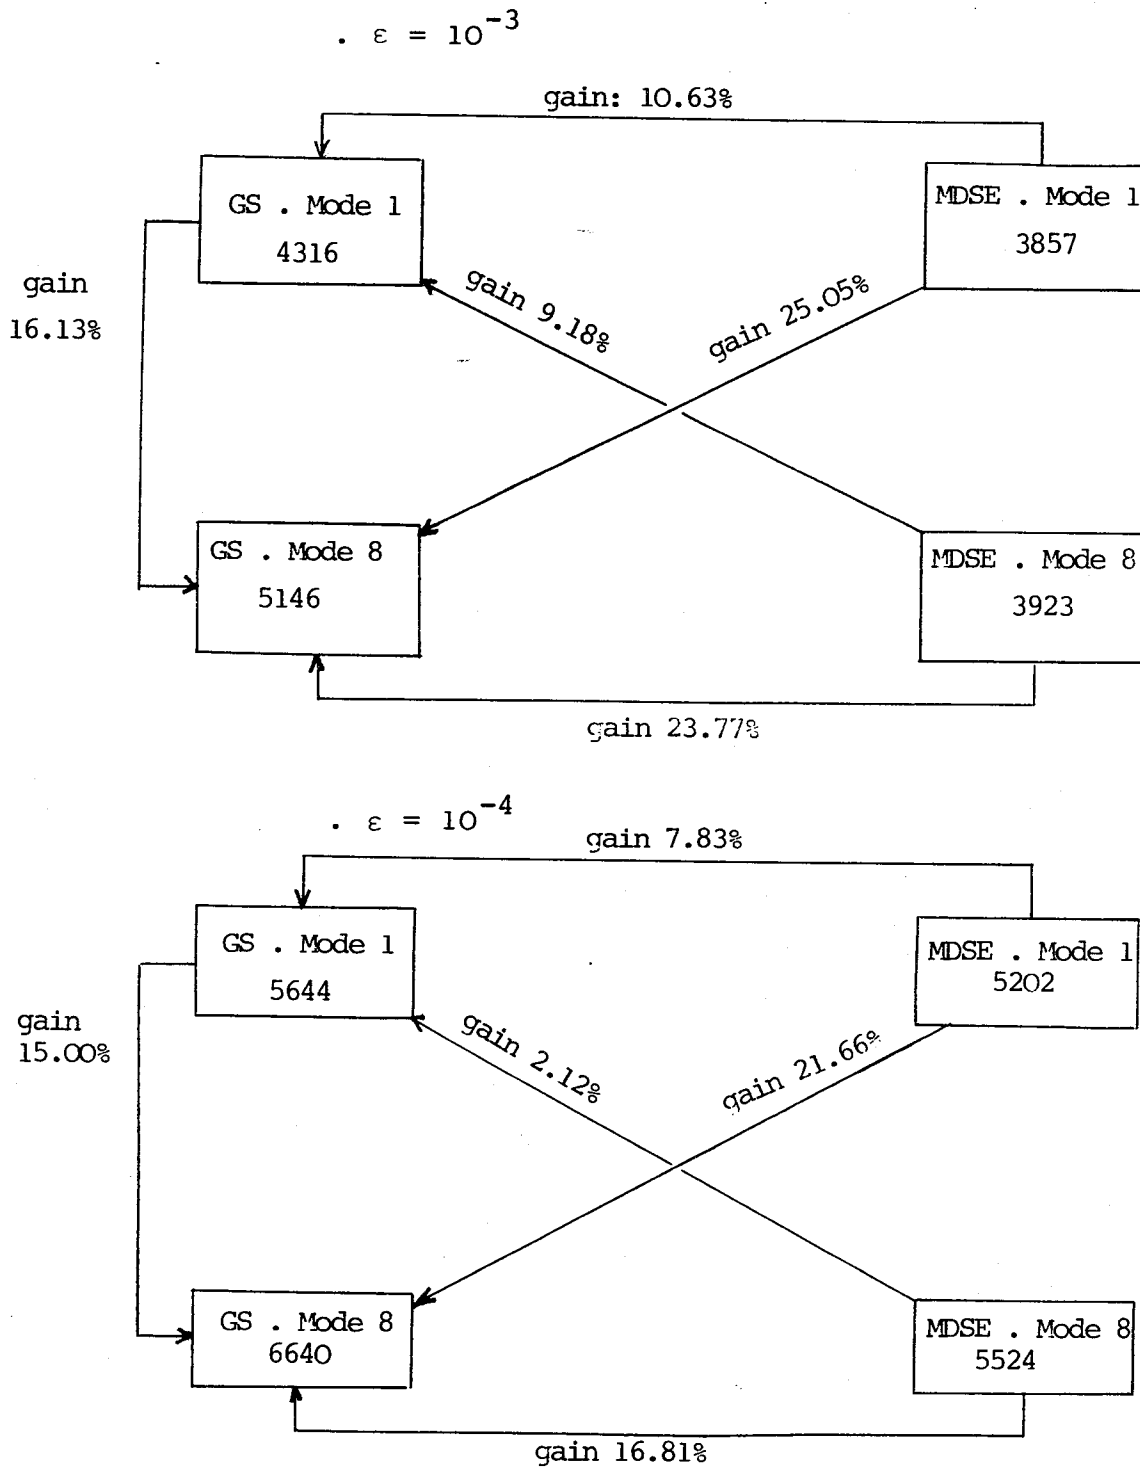 . ε = 10⁻³
gain: 10.63%
GS . Mode 1
4316
MDSE . Mode 1
3857
gain
16.13%
gain 9.18%
gain 25.05%
GS . Mode 8
5146
MDSE . Mode 8
3923
gain 23.77%
. ε = 10⁻⁴
gain 7.83%
GS . Mode 1
5644
MDSE . Mode 1
5202
gain
15.00%
gain 2.12%
gain 21.66%
GS . Mode 8
6640
MDSE . Mode 8
5524
gain 16.81%